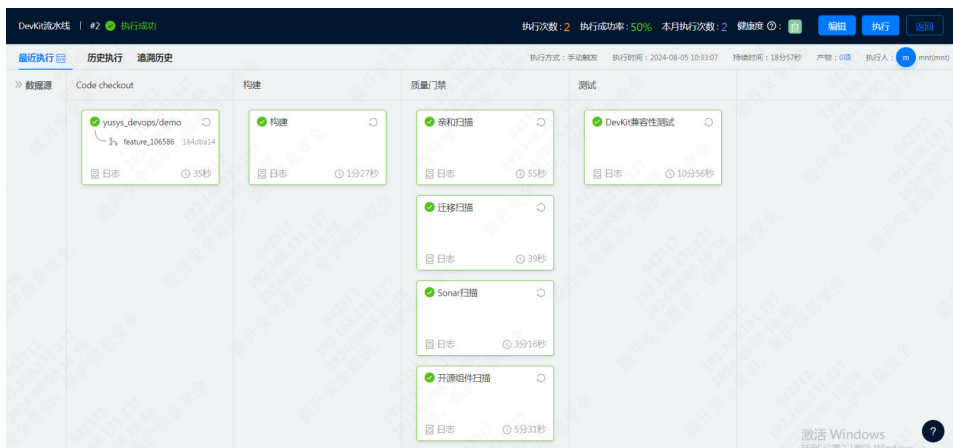 DevKit流水线 | #2 执行成功 执行次数: 2 执行成功率: 50% 本月执行次数: 2 健康度 ? : 良 编辑 执行 返回
最近执行 历史执行 追溯历史 执行方式：手动触发 执行时间：2024-08-05 10:33:07 持续时间：18分57秒 产物：0项 执行人： m mnt(mnt)
数据源 Code checkout 构建 质量门禁 测试
yusys_devops/demo 构建 亲和扫描 DevKit兼容性测试
feature_106586 184dba14
日志 35秒 日志 1分27秒 日志 55秒 日志 10分56秒
迁移扫描
日志 39秒
Sonar扫描
日志 3分16秒
开源组件扫描
日志 5分31秒
激活 Windows
?